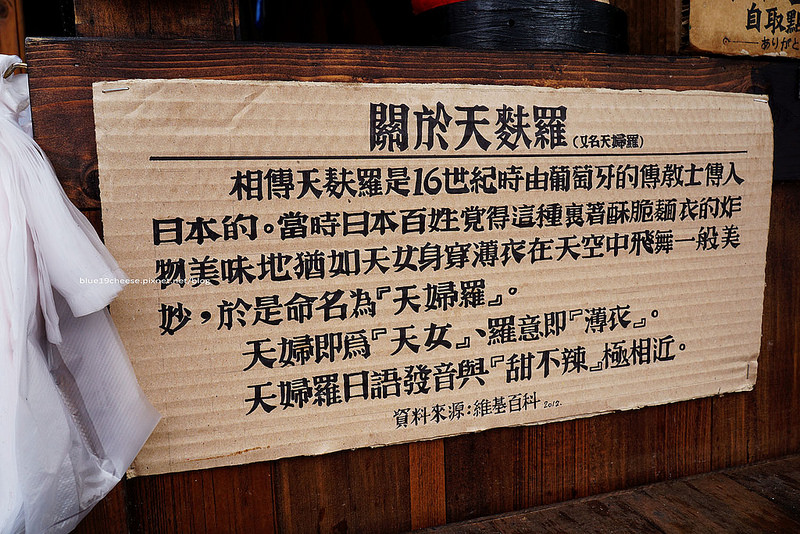 自取點
ありがと
關於天麩羅(又名天婦羅)
相傳天麩羅是16世紀時由葡萄牙的傳教士傳入
日本的。當時日本百姓覺得這種裹著酥脆麵衣的炸
物美味地猶如天女身穿薄衣在天空中飛舞一般美
妙,於是命名為『天婦羅』。
天婦即為『天女』、羅意即『薄衣』。
天婦羅日語發音與『甜不辣』極相近。
資料來源:維基百科 2012.
blue19cheese.pixnet.net/blog